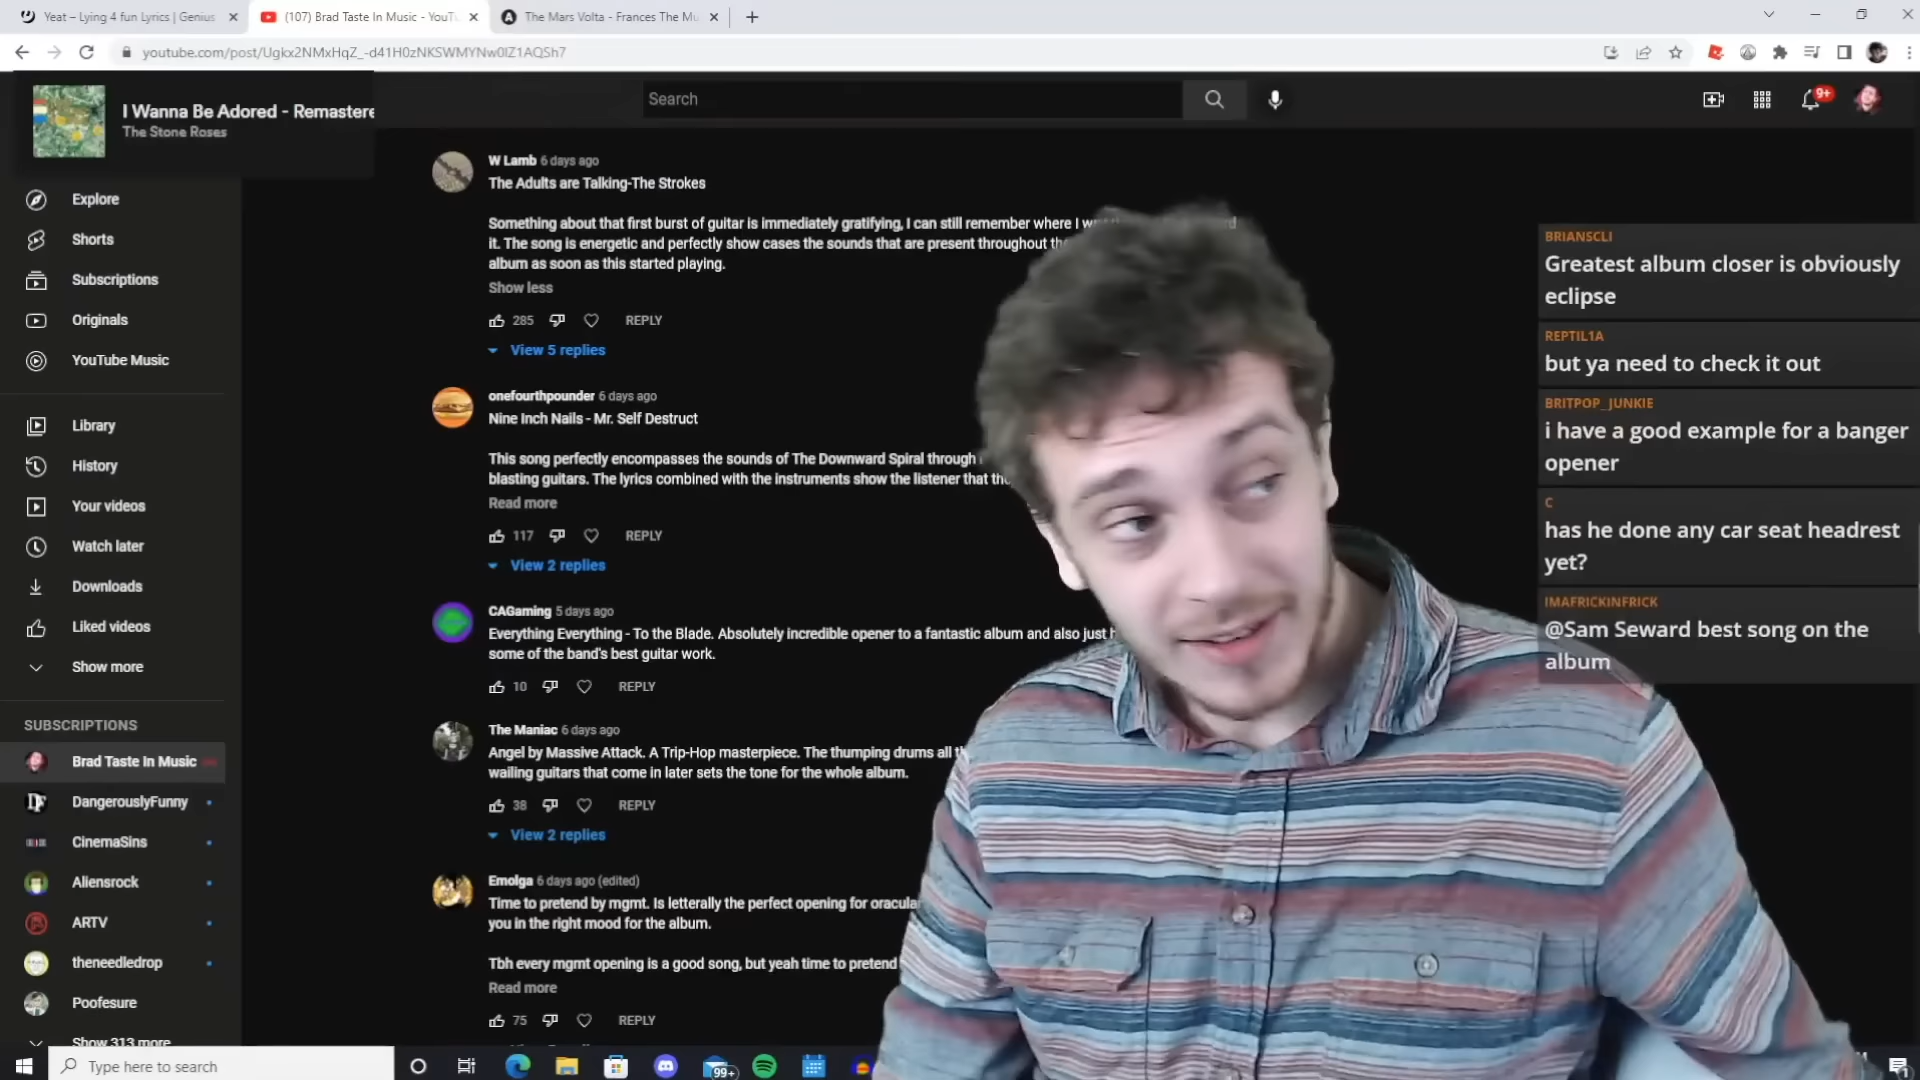 Yeat – Lying 4 fun Lyrics | Genius
(107) Brad Taste In Music - YouTu
The Mars Volta - Frances The Mu
youtube.com/post/Ugkx2NMxHqZ_-d41H0zNKSWMYNw0lZ1AQSh7
I Wanna Be Adored - Remastere
The Stone Roses
Search
9+
Explore
Shorts
Subscriptions
Originals
YouTube Music
Library
History
Your videos
Watch later
Downloads
Liked videos
Show more
SUBSCRIPTIONS
Brad Taste In Music
DangerouslyFunny
CinemaSins
Aliensrock
ARTV
theneedledrop
Poofesure
Show 313 more
W Lamb 6 days ago
The Adults are Talking-The Strokes
Something about that first burst of guitar is immediately gratifying, I can still remember where I
it. The song is energetic and perfectly show cases the sounds that are present throughout
album as soon as this started playing.
Show less
285 REPLY
View 5 replies
onefourthpounder 6 days ago
Nine Inch Nails - Mr. Self Destruct
This song perfectly encompasses the sounds of The Downward Spiral through
blasting guitars. The lyrics combined with the instruments show the listener
Read more
117 REPLY
View 2 replies
CAGaming 5 days ago
Everything Everything - To the Blade. Absolutely incredible opener to a fantastic album and also just
some of the band's best guitar work.
10 REPLY
The Maniac 6 days ago
Angel by Massive Attack. A Trip-Hop masterpiece. The thumping drums all
wailing guitars that come in later sets the tone for the whole album.
38 REPLY
View 2 replies
Emolga 6 days ago (edited)
Time to pretend by mgmt. Is letterally the perfect opening for oracula
you in the right mood for the album.
Tbh every mgmt opening is a good song, but yeah time to pretend
Read more
75 REPLY
BRIANSCLI
Greatest album closer is obviously
eclipse
REPTIL1A
but ya need to check it out
BRITPOP_JUNKIE
i have a good example for a banger
opener
C
has he done any car seat headrest
yet?
IMAFRICKINFRICK
@Sam Seward best song on the
album
Type here to search
99+